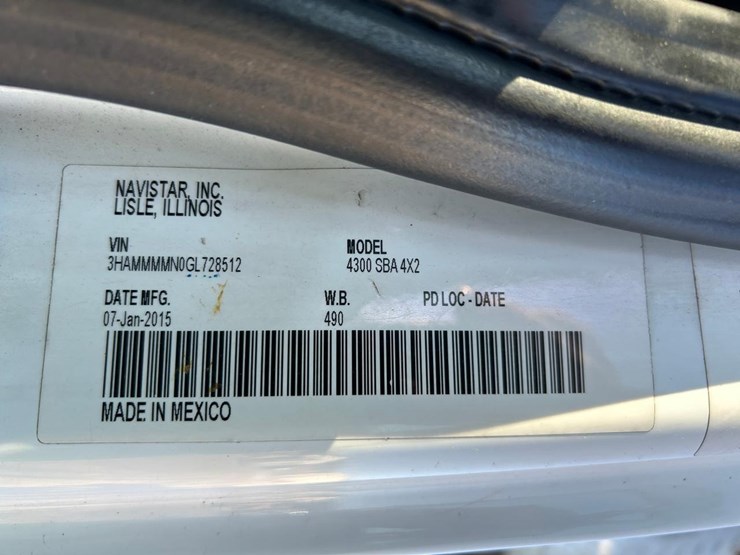 NAVISTAR, INC.
LISLE, ILLINOIS
VIN MODEL
3HAMMMMN0GL728512 4300 SBA 4X2
DATE MFG. W.B. PD LOC - DATE
07-Jan-2015 490
MADE IN MEXICO